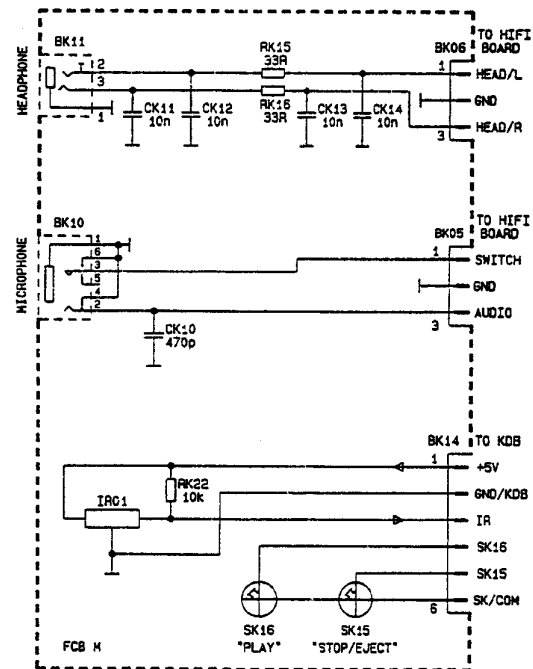 BK11
HEADPHONE
2
3
1
CK11
10n
CK12
10n
RK15
33R
RK16
33R
CK13
10n
CK14
10n
BK06
TO HIFI
BOARD
1
HEAD/L
GND
HEAD/R
3
BK10
MICROPHONE
1
6
3
5
4
2
CK10
470p
BK05
TO HIFI
BOARD
1
SWITCH
GND
AUDIO
3
BK14
TO KDB
1
+5V
GND/KDB
IR
SK16
SK15
SK/COM
6
RK22
10k
IR01
SK16
"PLAY"
SK15
"STOP/EJECT"
FCB M